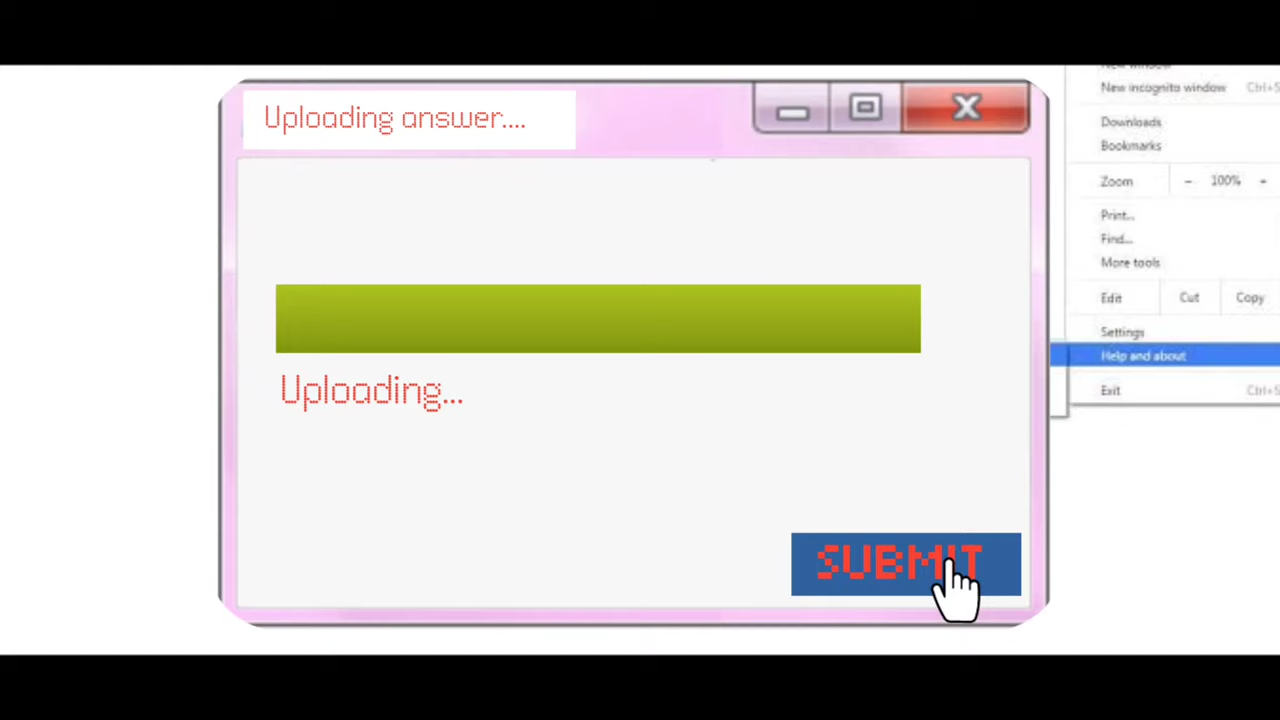 Uploading answer....
Uploading...
SUBMIT
New incognito window
Downloads
Bookmarks
Zoom - 100% +
Print...
Find...
More tools
Edit Cut Copy
Settings
Help and about
Exit